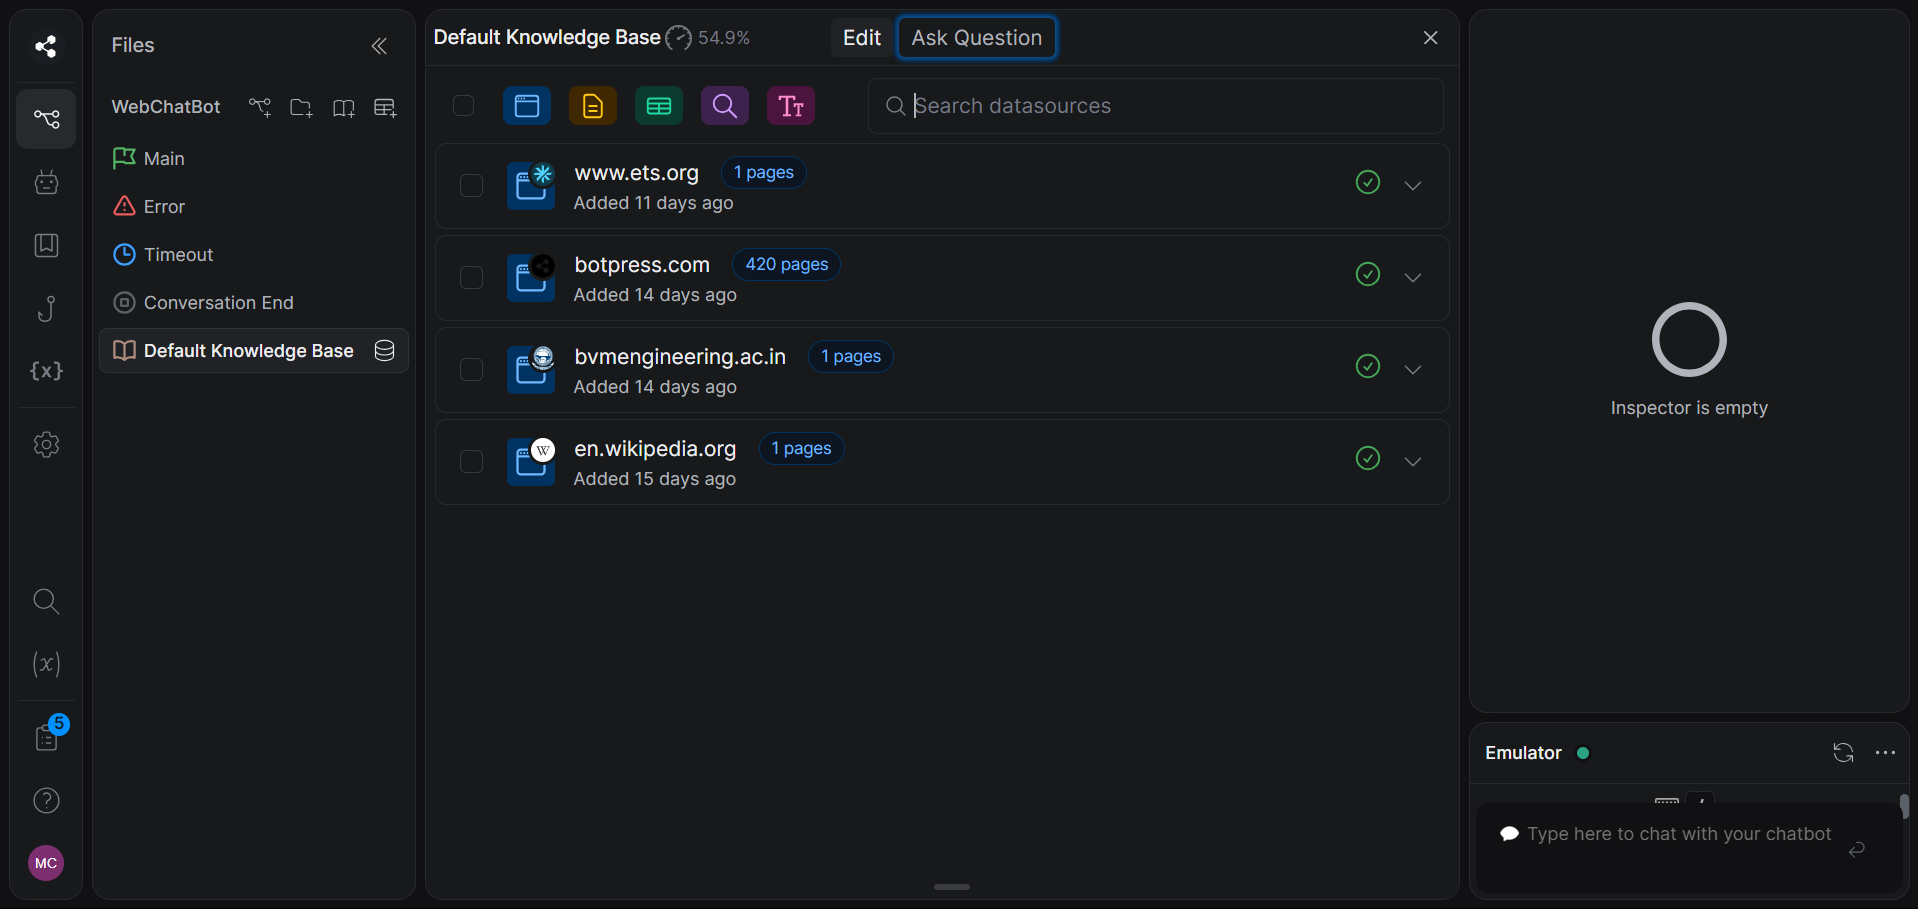 Files
WebChatBot
Main
Error
Timeout
Conversation End
Default Knowledge Base
{x}
(x)
5
?
MC
Default Knowledge Base 54.9%
Edit Ask Question
Tт
Search datasources
www.ets.org 1 pages
Added 11 days ago
botpress.com 420 pages
Added 14 days ago
bvmengineering.ac.in 1 pages
Added 14 days ago
W
en.wikipedia.org 1 pages
Added 15 days ago
Inspector is empty
Emulator
Type here to chat with your chatbot